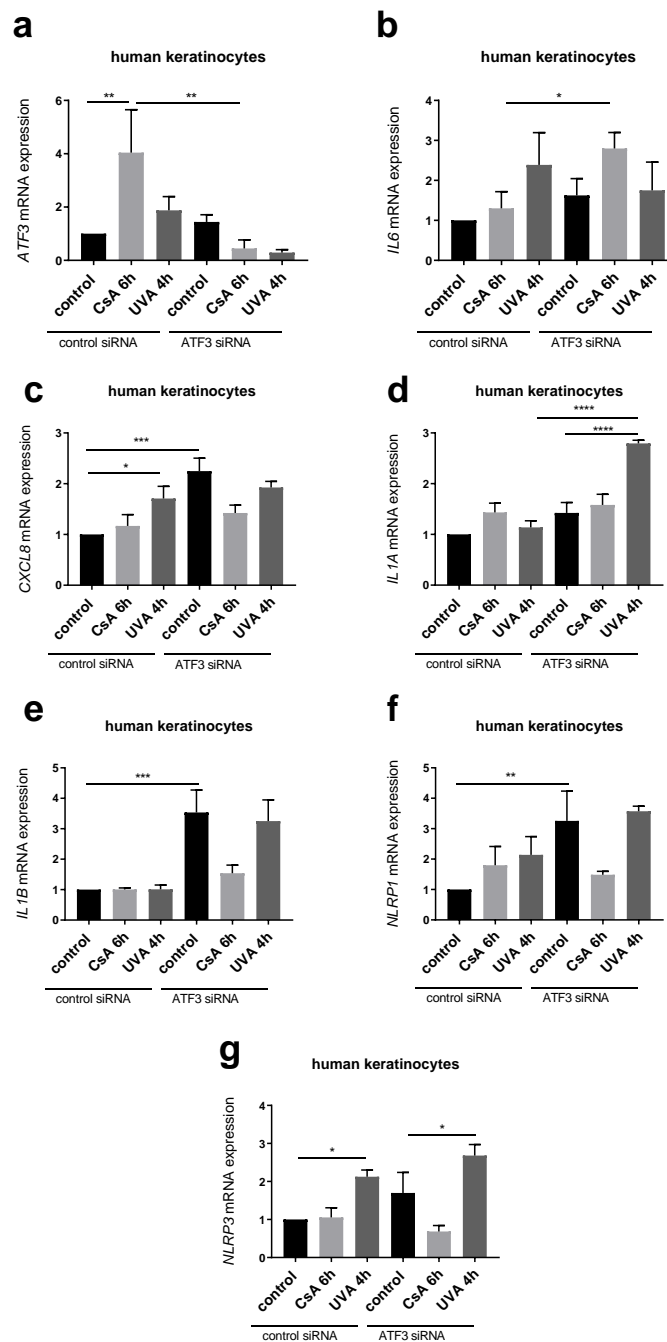 a
human keratinocytes
ATF3 mRNA expression
6
4
2
0
**
**
control
CsA 6h
UVA 4h
control
CsA 6h
UVA 4h
control siRNA
ATF3 siRNA
b
human keratinocytes
IL6 mRNA expression
4
3
2
1
0
*
control
CsA 6h
UVA 4h
control
CsA 6h
UVA 4h
control siRNA
ATF3 siRNA
c
human keratinocytes
CXCL8 mRNA expression
3
2
1
0
***
*
control
CsA 6h
UVA 4h
control
CsA 6h
UVA 4h
control siRNA
ATF3 siRNA
d
human keratinocytes
IL1A mRNA expression
3
2
1
0
****
****
control
CsA 6h
UVA 4h
control
CsA 6h
UVA 4h
control siRNA
ATF3 siRNA
e
human keratinocytes
IL1B mRNA expression
5
4
3
2
1
0
***
control
CsA 6h
UVA 4h
control
CsA 6h
UVA 4h
control siRNA
ATF3 siRNA
f
human keratinocytes
NLRP1 mRNA expression
5
4
3
2
1
0
**
control
CsA 6h
UVA 4h
control
CsA 6h
UVA 4h
control siRNA
ATF3 siRNA
g
human keratinocytes
NLRP3 mRNA expression
4
3
2
1
0
*
*
control
CsA 6h
UVA 4h
control
CsA 6h
UVA 4h
control siRNA
ATF3 siRNA